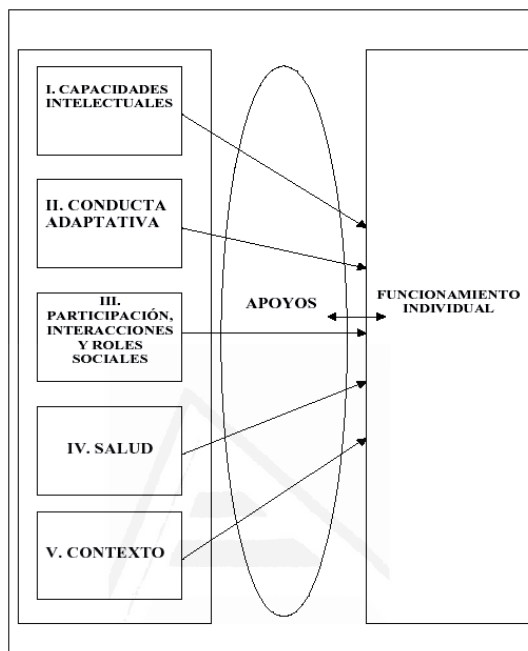 I. CAPACIDADES
INTELECTUALES
II. CONDUCTA
ADAPTATIVA
III.
PARTICIPACIÓN,
INTERACCIONES
Y ROLES
SOCIALES
IV. SALUD
V. CONTEXTO
APOYOS
FUNCIONAMIENTO
INDIVIDUAL